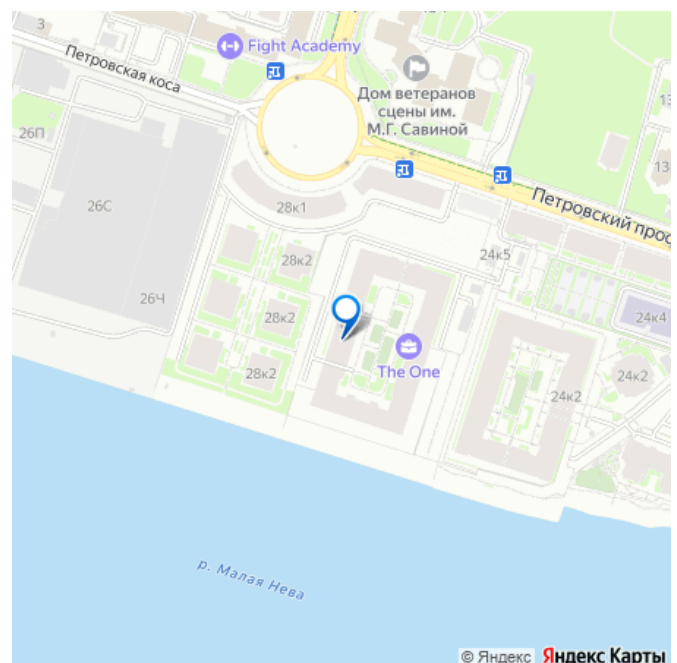 3
Fight Academy
Петровская коса
Дом ветеранов
сцены им.
М.Г. Савиной
26П
13
26С
28к1
Петровский прос
28к2
24к5
26Ч
28к2
24к4
The One
28к2
24к2
24к2
р. Малая Нева
© Яндекс Яндекс Карты